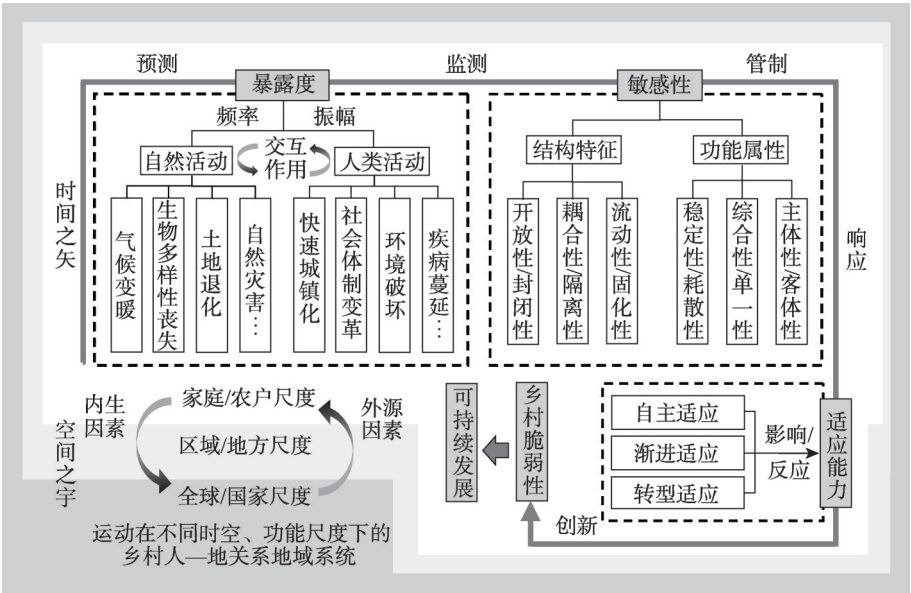 预测
监测
管制
暴露度
敏感性
频率
振幅
交互
作用
自然活动
人类活动
结构特征
功能属性
气候变暖
生物多样性丧失
土地退化
自然灾害…
快速城镇化
社会体制变革
环境破坏
疾病蔓延…
开放性/封闭性
耦合性/隔离性
流动性/固化性
稳定性/耗散性
综合性/单一性
主体性/客体性
时间之矢
响应
内生
因素
家庭/农户尺度
外源
因素
区域/地方尺度
全球/国家尺度
空间之宇
运动在不同时空、功能尺度下的
乡村人—地关系地域系统
可持续发展
乡村脆弱性
自主适应
渐进适应
转型适应
影响/
反应
适应能力
创新